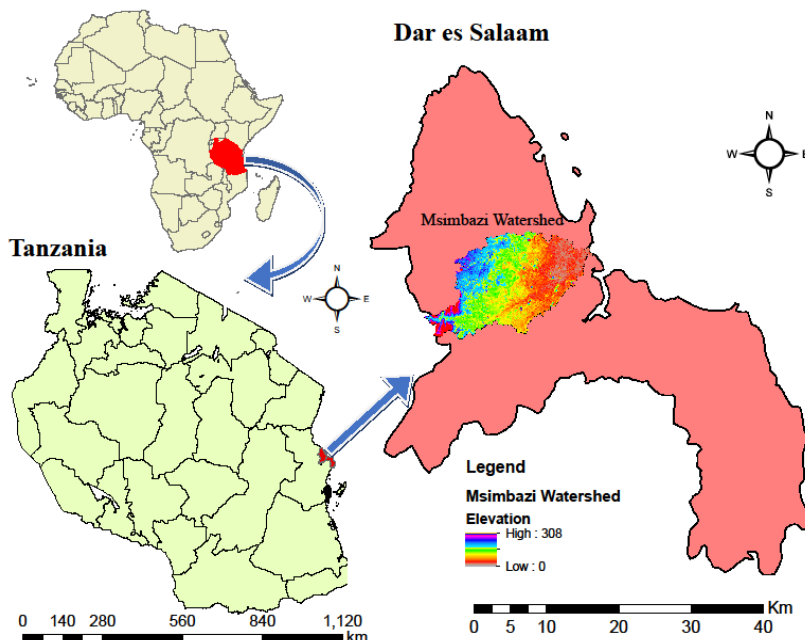 Dar es Salaam
N
W E
S
Msimbazi Watershed
Tanzania
N
W E
S
Legend
Msimbazi Watershed
Elevation
High : 308
Low : 0
0 140 280 560 840 1,120
km
Km
0 5 10 20 30 40